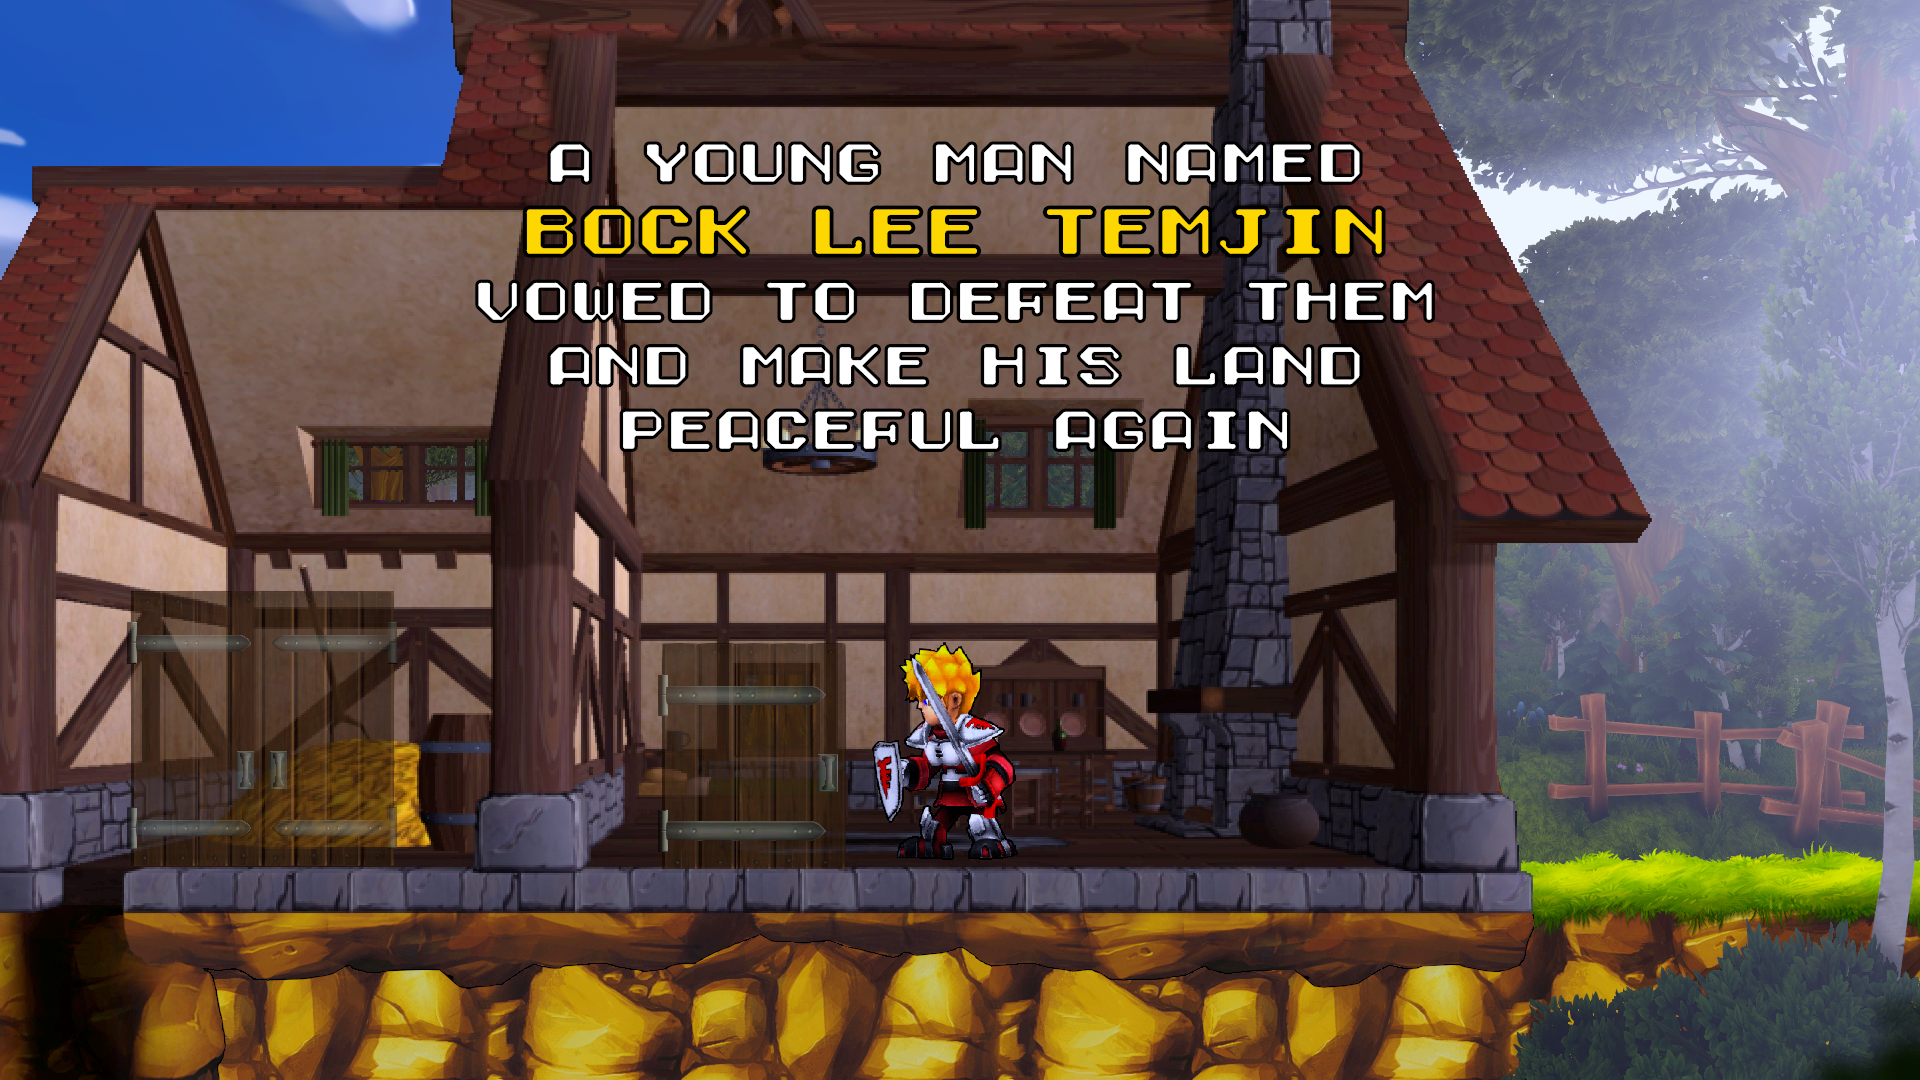 A YOUNG MAN NAMED
BOCK LEE TEMJIN
VOWED TO DEFEAT THEM
AND MAKE HIS LAND
PEACEFUL AGAIN